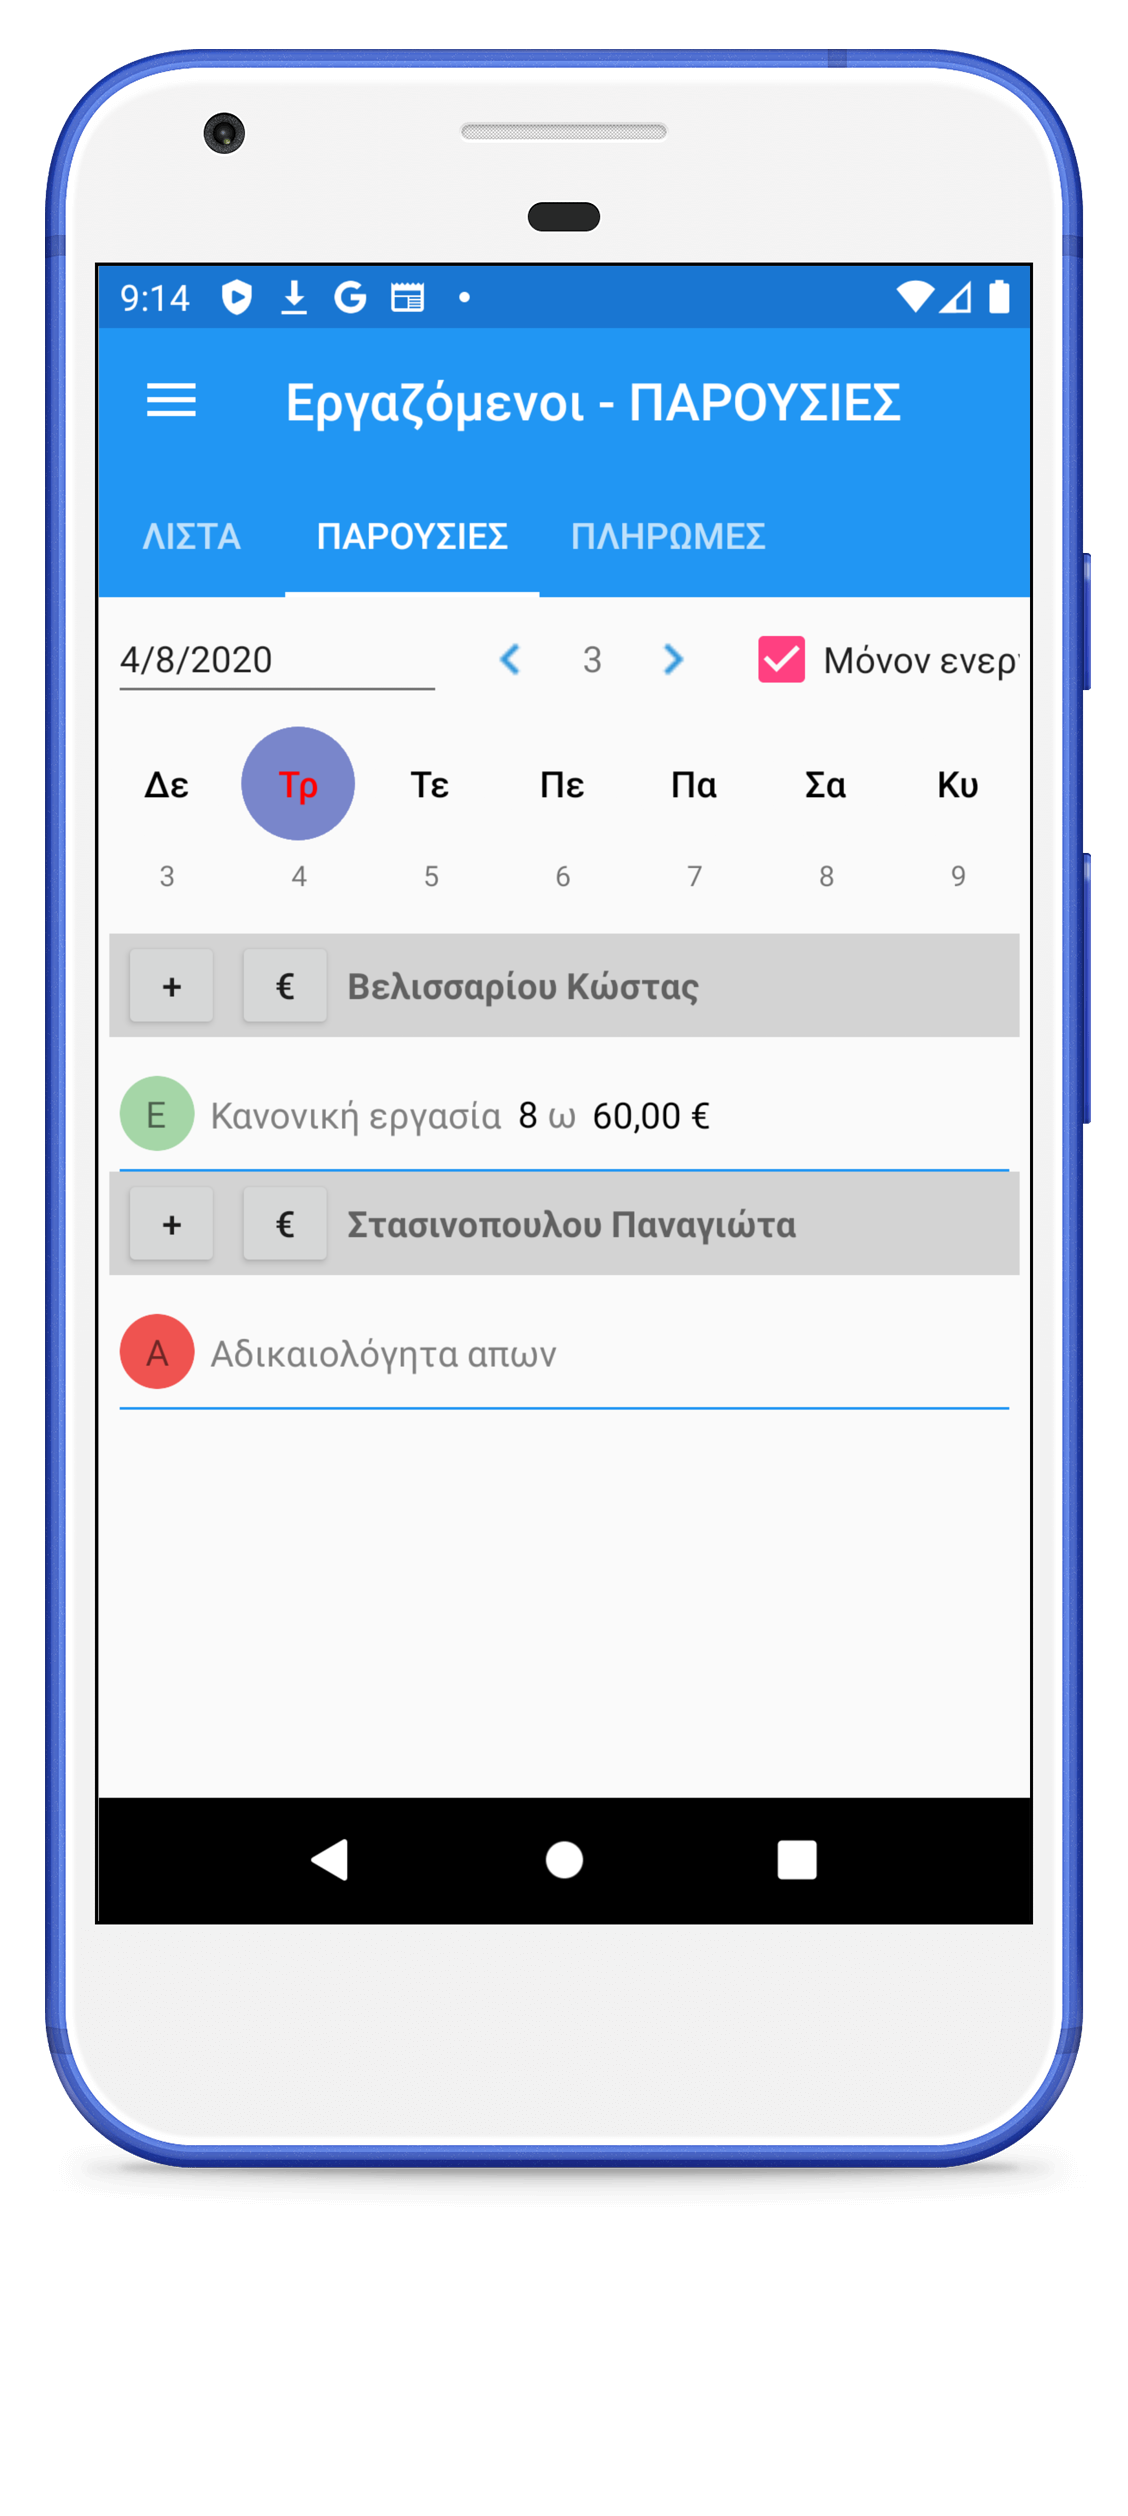 9:14
Εργαζόμενοι - ΠΑΡΟΥΣΙΕΣ
ΛΙΣΤΑ ΠΑΡΟΥΣΙΕΣ ΠΛΗΡΩΜΕΣ
4/8/2020 3 Μόνον ενεργ
Δε Τρ Τε Πε Πα Σα Κυ
3 4 5 6 7 8 9
+ € Βελισσαρίου Κώστας
Ε Κανονική εργασία 8 ω 60,00 €
+ € Στασινοπουλου Παναγιώτα
Α Αδικαιολόγητα απων